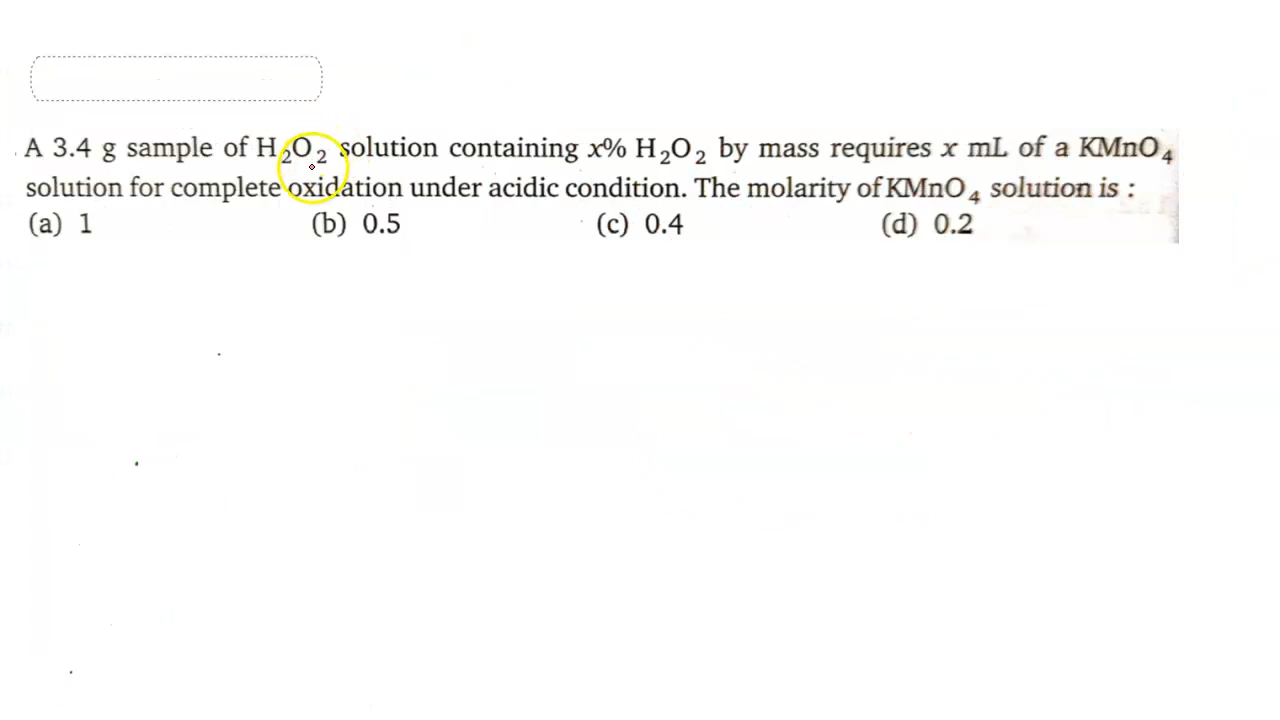 A 3.4 g sample of H₂O₂ solution containing x% H₂O₂ by mass requires x mL of a KMnO₄
solution for complete oxidation under acidic condition. The molarity of KMnO₄ solution is :
(a) 1 (b) 0.5 (c) 0.4 (d) 0.2